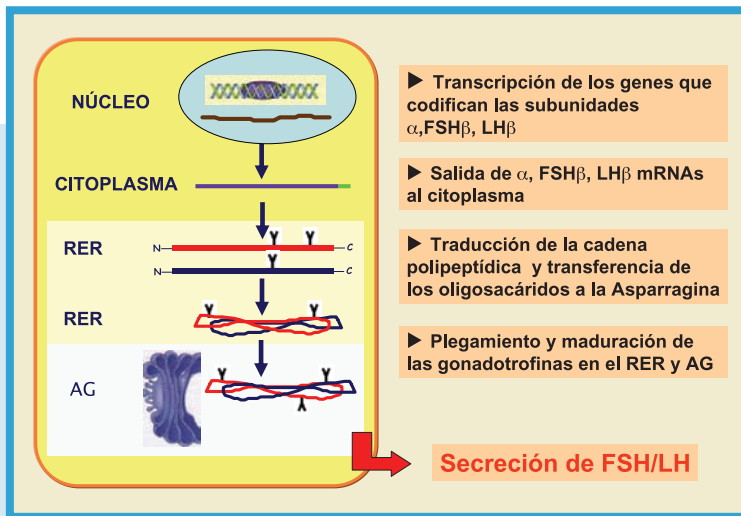 NÚCLEO
CITOPLASMA
RER
N
C
N
C
RER
AG
► Transcripción de los genes que
codifican las subunidades
α,FSHβ, LHβ
► Salida de α, FSHβ, LHβ mRNAs
al citoplasma
► Traducción de la cadena
polipeptídica y transferencia de
los oligosacáridos a la Asparragina
► Plegamiento y maduración de
las gonadotrofinas en el RER y AG
Secreción de FSH/LH